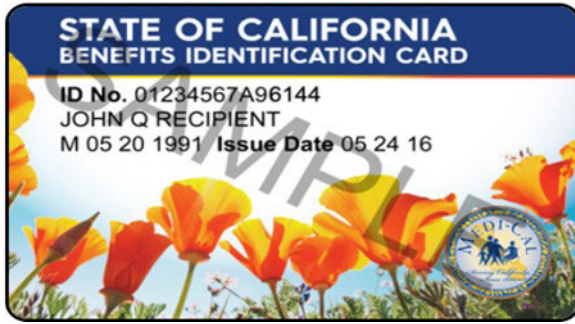 STATE OF CALIFORNIA
BENEFITS IDENTIFICATION CARD
ID No. 01234567A96144
JOHN Q RECIPIENT
M 05 20 1991 Issue Date 05 24 16
SAMPLE
MEDI-CAL